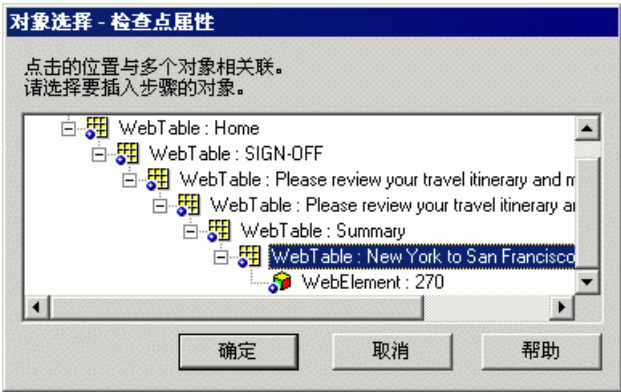 对象选择 - 检查点属性
点击的位置与多个对象相关联。
请选择要插入步骤的对象。
WebTable : Home
WebTable : SIGN-OFF
WebTable : Please review your travel itinerary and
WebTable : Please review your travel itinerary
WebTable : Summary
WebTable : New York to San Francisco
WebElement : 270
确定
取消
帮助